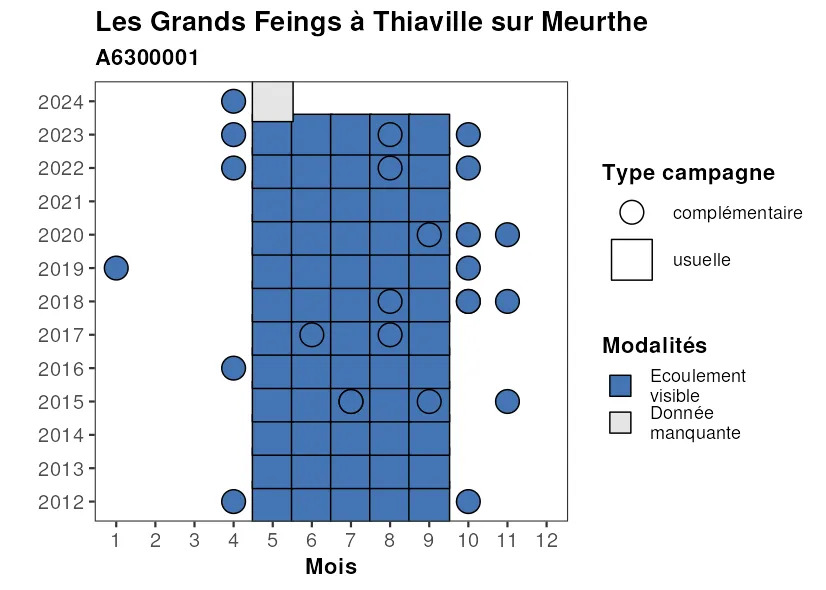 Les Grands Feings à Thiaville sur Meurthe
A6300001
2024
2023
2022
2021
2020
2019
2018
2017
2016
2015
2014
2013
2012
1 2 3 4 5 6 7 8 9 10 11 12
Mois
Type campagne
complémentaire
usuelle
Modalités
Ecoulement
visible
Donnée
manquante